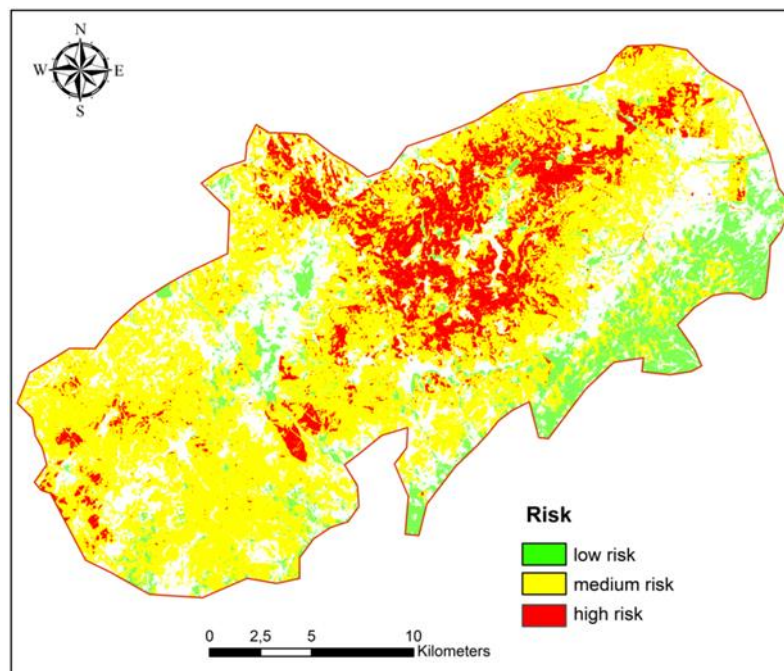 N
W E
S
Risk
low risk
medium risk
high risk
0 2,5 5 10
Kilometers